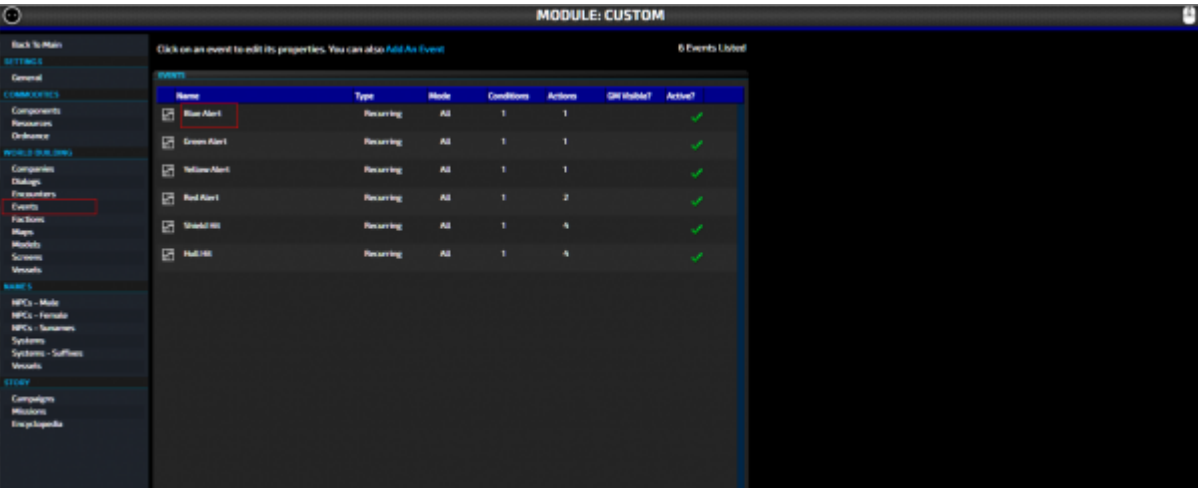 MODULE: CUSTOM
Back To Main
SETTINGS
General
COMMODITIES
Components
Resources
Ordnance
WORLD BUILDING
Companies
Dialogs
Encounters
Events
Factions
Maps
Models
Screens
Vessels
NAMES
NPCs - Male
NPCs - Female
NPCs - Surnames
Systems
Systems - Suffixes
Vessels
STORY
Campaigns
Missions
Encyclopedia
Click on an event to edit its properties. You can also Add An Event
6 Events Listed
EVENTS
Name Type Mode Conditions Actions GM Visible? Active?
Blue Alert Recurring All 1 1
Green Alert Recurring All 1 1
Yellow Alert Recurring All 1 1
Red Alert Recurring All 1 2
Shield Hit Recurring All 1 4
Hull Hit Recurring All 1 4